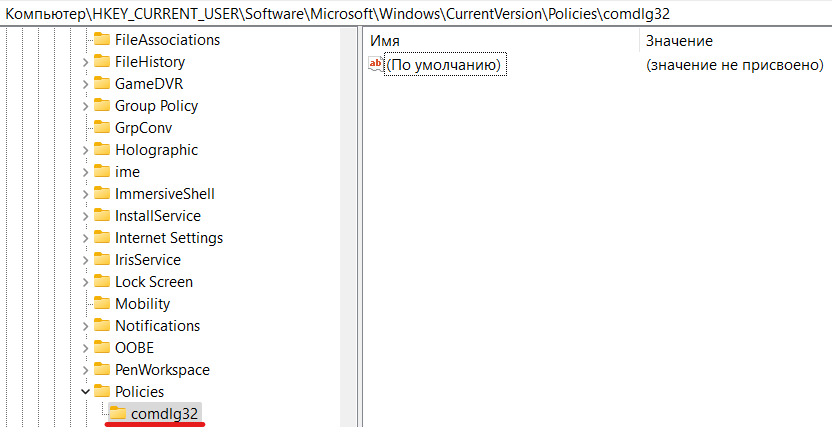 Компьютер\HKEY_CURRENT_USER\Software\Microsoft\Windows\CurrentVersion\Policies\comdlg32
FileAssociations
FileHistory
GameDVR
Group Policy
GrpConv
Holographic
ime
ImmersiveShell
InstallService
Internet Settings
IrisService
Lock Screen
Mobility
Notifications
OOBE
PenWorkspace
Policies
comdlg32
Имя Значение
ab (По умолчанию) (значение не присвоено)